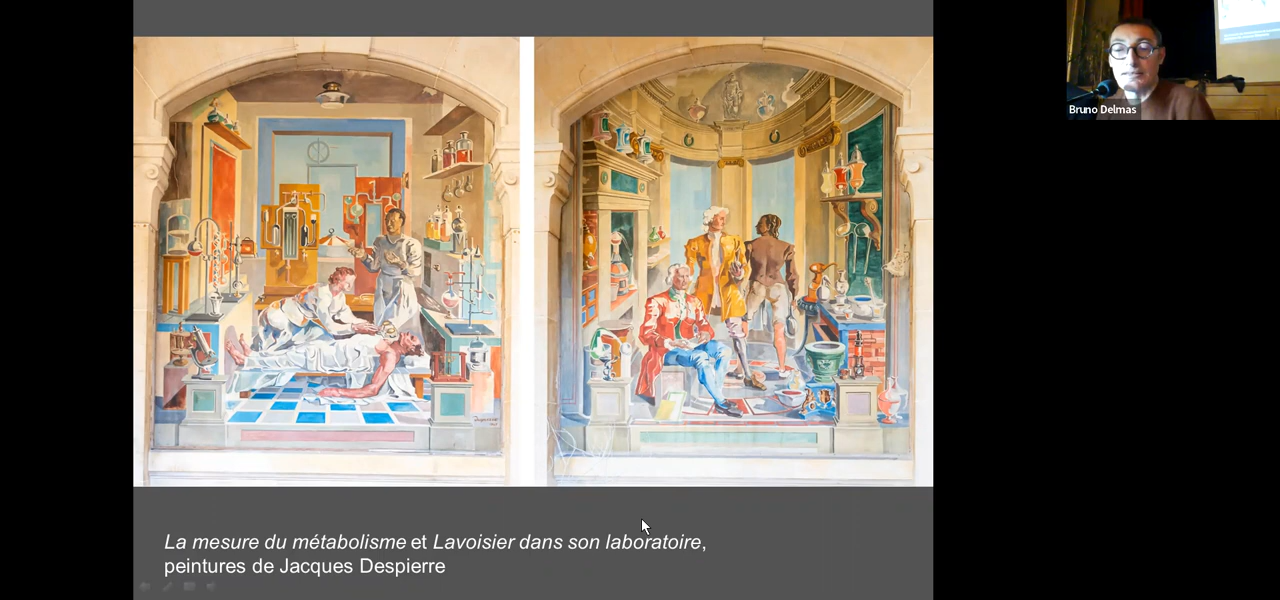 Bruno Delmas
La mesure du métabolisme et Lavoisier dans son laboratoire,
peintures de Jacques Despierre